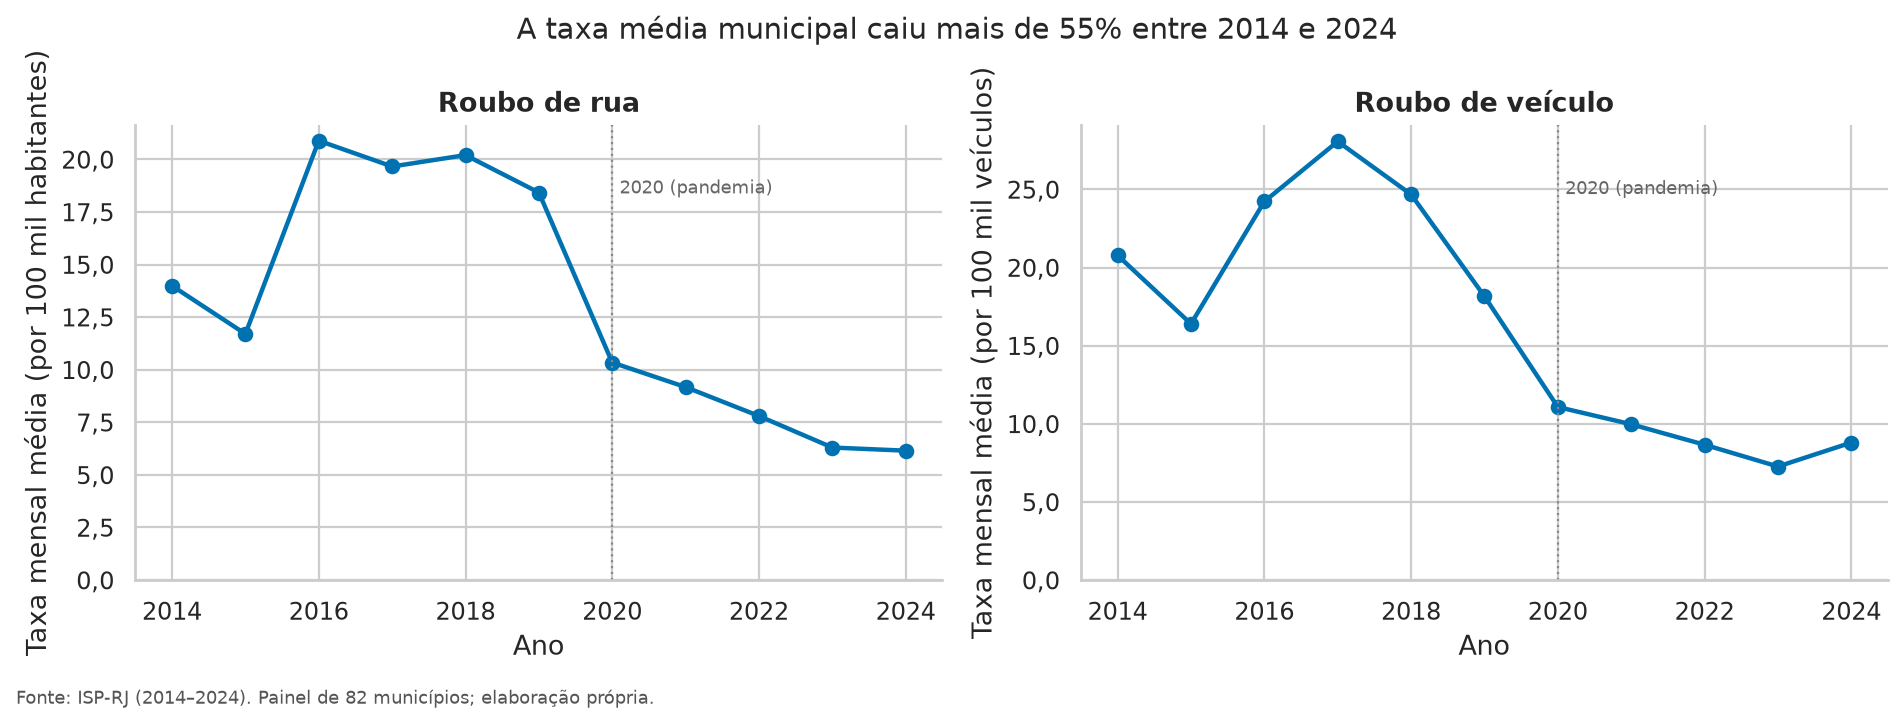 A taxa média municipal caiu mais de 55% entre 2014 e 2024
Roubo de rua
Taxa mensal média (por 100 mil habitantes)
20,0
17,5
15,0
12,5
10,0
7,5
5,0
2,5
0,0
2020 (pandemia)
2014 2016 2018 2020 2022 2024
Ano
Roubo de veículo
Taxa mensal média (por 100 mil veículos)
25,0
20,0
15,0
10,0
5,0
0,0
2020 (pandemia)
2014 2016 2018 2020 2022 2024
Ano
Fonte: ISP-RJ (2014–2024). Painel de 82 municípios; elaboração própria.